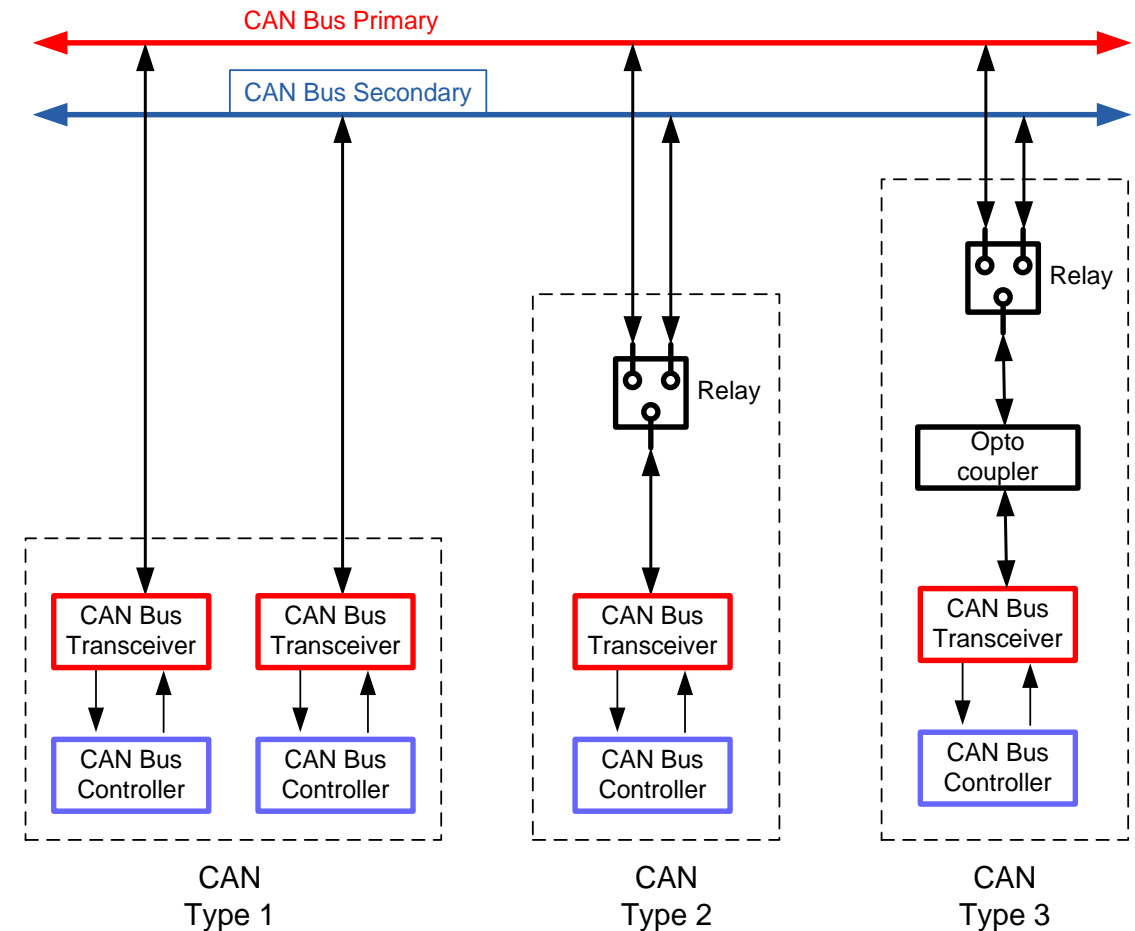 CAN Bus Primary
CAN Bus Secondary
Relay
Relay
Opto
coupler
CAN Bus
Transceiver
CAN Bus
Transceiver
CAN Bus
Transceiver
CAN Bus
Transceiver
CAN Bus
Controller
CAN Bus
Controller
CAN Bus
Controller
CAN Bus
Controller
CAN
Type 1
CAN
Type 2
CAN
Type 3